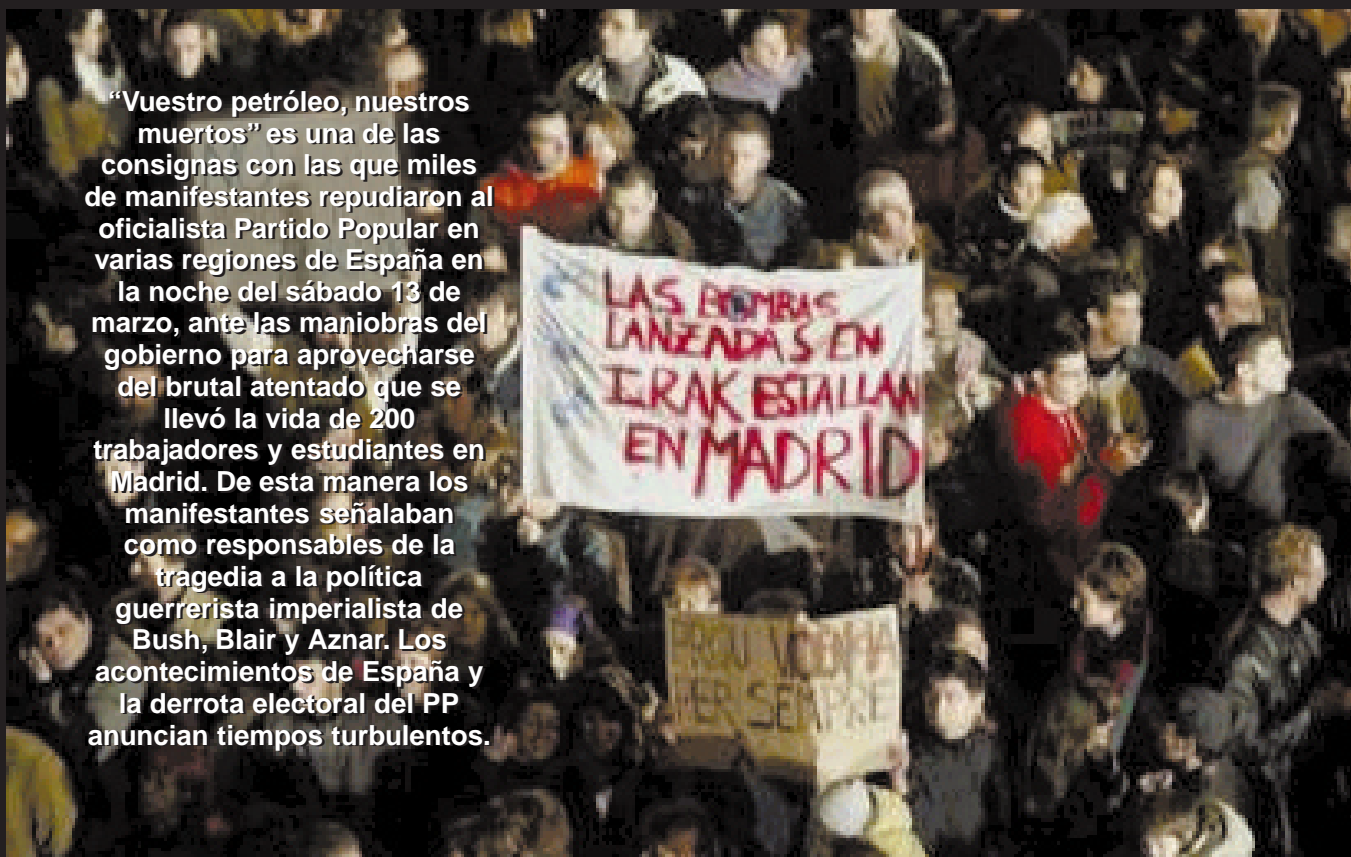 “Vuestro petróleo, nuestros
muertos” es una de las
consignas con las que miles
de manifestantes repudiaron al
oficialista Partido Popular en
varias regiones de España en
la noche del sábado 13 de
marzo, ante las maniobras del
gobierno para aprovecharse
del brutal atentado que se
llevó la vida de 200
trabajadores y estudiantes en
Madrid. De esta manera los
manifestantes señalaban
como responsables de la
tragedia a la política
guerrerista imperialista de
Bush, Blair y Aznar. Los
acontecimientos de España y
la derrota electoral del PP
anuncian tiempos turbulentos.
LAS BOMBAS
LANZADAS EN
IRAK ESTALLAN
EN MADRID
PER SEMPRE